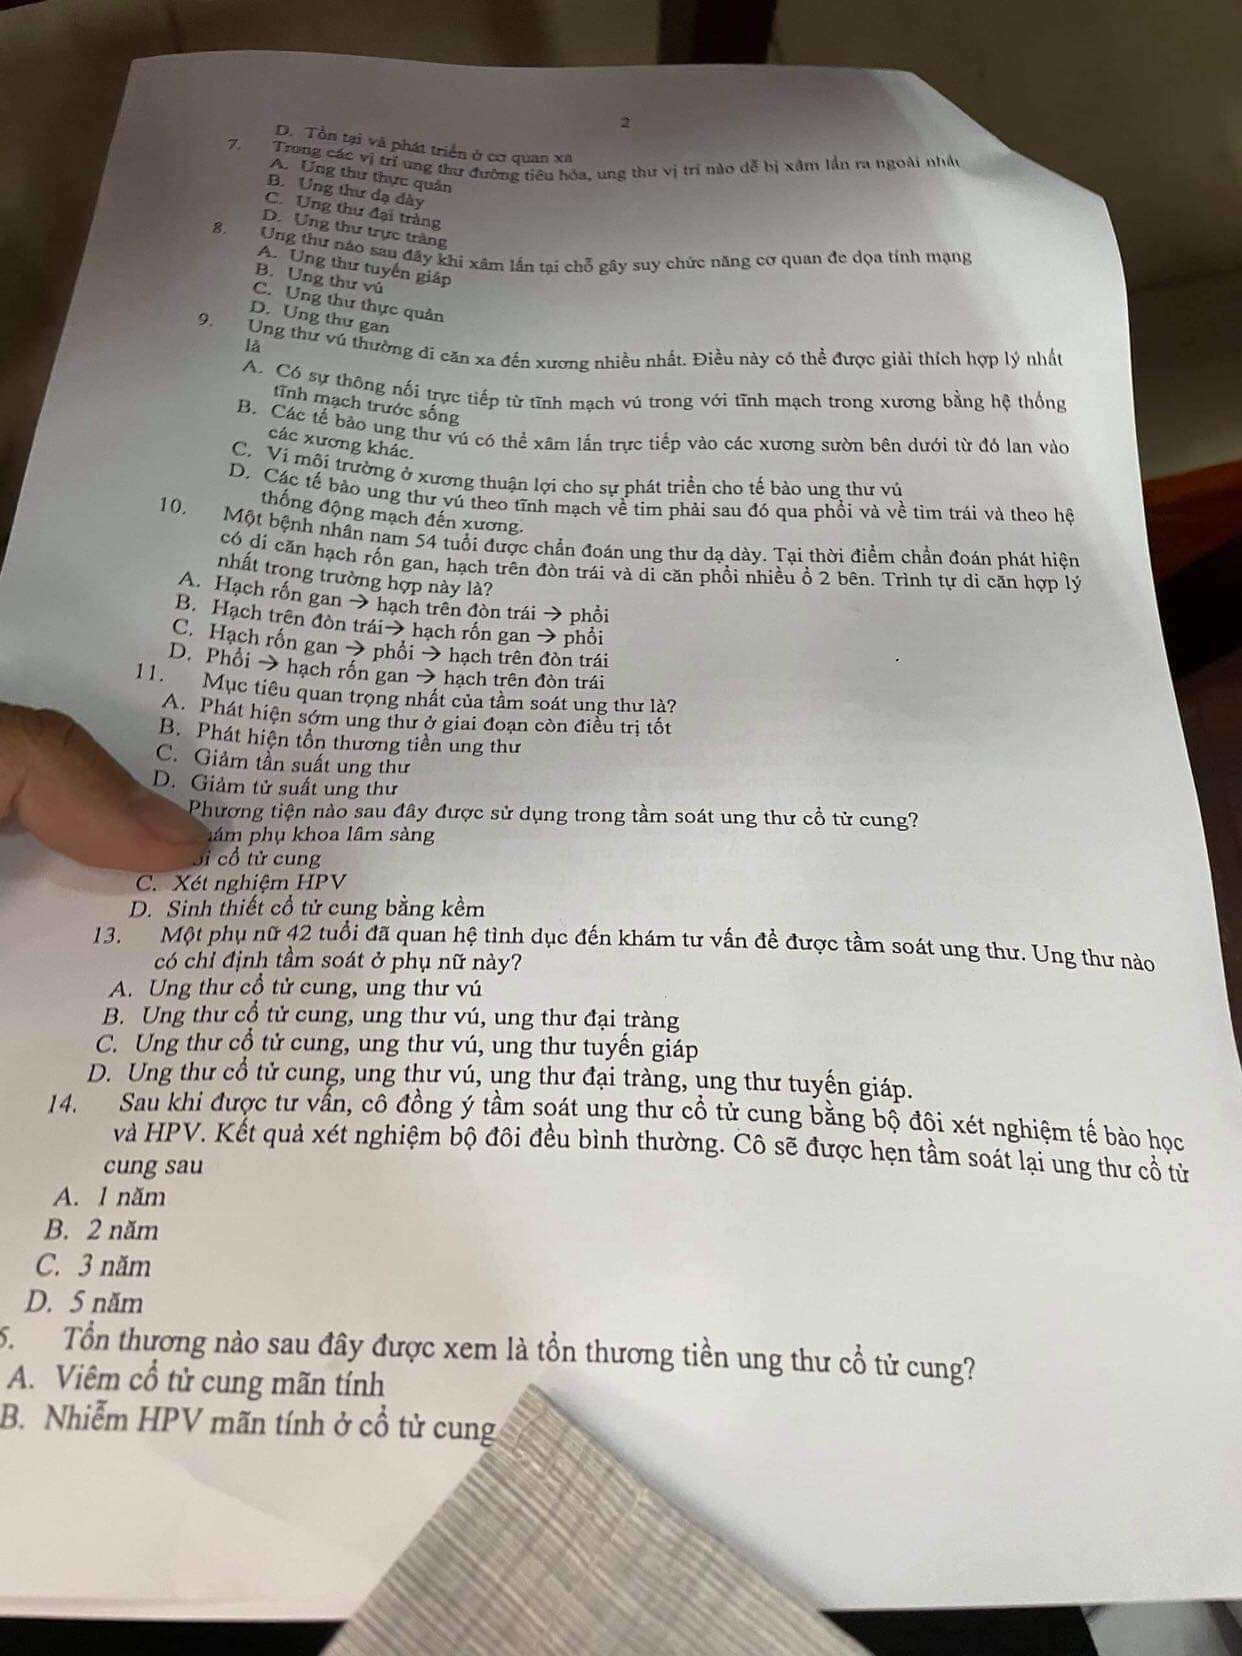 2
D. Tồn tại và phát triển ở cơ quan xa
7. Trong các vị trí ung thư đường tiêu hóa, ung thư vị trí nào dễ bị xâm lấn ra ngoài nhất
A. Ung thư thực quản
B. Ung thư dạ dày
C. Ung thư đại tràng
D. Ung thư trực tràng
8. Ung thư nào sau đây khi xâm lấn tại chỗ gây suy chức năng cơ quan đe dọa tính mạng
A. Ung thư tuyến giáp
B. Ung thư vú
C. Ung thư thực quản
D. Ung thư gan
9. Ung thư vú thường di căn xa đến xương nhiều nhất. Điều này có thể được giải thích hợp lý nhất
là
A. Có sự thông nối trực tiếp từ tĩnh mạch vú trong với tĩnh mạch trong xương bằng hệ thống
tĩnh mạch trước sống
B. Các tế bào ung thư vú có thể xâm lấn trực tiếp vào các xương sườn bên dưới từ đó lan vào
các xương khác.
C. Vi môi trường ở xương thuận lợi cho sự phát triển cho tế bào ung thư vú
D. Các tế bào ung thư vú theo tĩnh mạch về tim phải sau đó qua phổi và về tim trái và theo hệ
thống động mạch đến xương.
10. Một bệnh nhân nam 54 tuổi được chẩn đoán ung thư dạ dày. Tại thời điểm chẩn đoán phát hiện
có di căn hạch rốn gan, hạch trên đòn trái và di căn phổi nhiều ổ 2 bên. Trình tự di căn hợp lý
nhất trong trường hợp này là?
A. Hạch rốn gan → hạch trên đòn trái → phổi
B. Hạch trên đòn trái→ hạch rốn gan → phổi
C. Hạch rốn gan → phổi → hạch trên đòn trái
D. Phổi → hạch rốn gan → hạch trên đòn trái
11. Mục tiêu quan trọng nhất của tầm soát ung thư là?
A. Phát hiện sớm ung thư ở giai đoạn còn điều trị tốt
B. Phát hiện tổn thương tiền ung thư
C. Giảm tần suất ung thư
D. Giảm tử suất ung thư
Phương tiện nào sau đây được sử dụng trong tầm soát ung thư cổ tử cung?
ám phụ khoa lâm sàng
i cổ tử cung
C. Xét nghiệm HPV
D. Sinh thiết cổ tử cung bằng kềm
13. Một phụ nữ 42 tuổi đã quan hệ tình dục đến khám tư vấn để được tầm soát ung thư. Ung thư nào
có chỉ định tầm soát ở phụ nữ này?
A. Ung thư cổ tử cung, ung thư vú
B. Ung thư cổ tử cung, ung thư vú, ung thư đại tràng
C. Ung thư cổ tử cung, ung thư vú, ung thư tuyến giáp
D. Ung thư cổ tử cung, ung thư vú, ung thư đại tràng, ung thư tuyến giáp.
14. Sau khi được tư vấn, cô đồng ý tầm soát ung thư cổ tử cung bằng bộ đôi xét nghiệm tế bào học
và HPV. Kết quả xét nghiệm bộ đôi đều bình thường. Cô sẽ được hẹn tầm soát lại ung thư cổ tử
cung sau
A. 1 năm
B. 2 năm
C. 3 năm
D. 5 năm
5. Tổn thương nào sau đây được xem là tổn thương tiền ung thư cổ tử cung?
A. Viêm cổ tử cung mãn tính
B. Nhiễm HPV mãn tính ở cổ tử cung